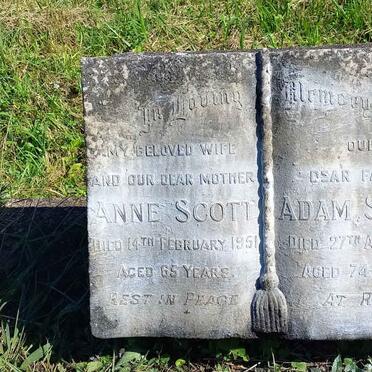 In Loving Memory
MY BELOVED WIFE OUR
AND OUR DEAR MOTHER DEAR FA
ANNE SCOTT ADAM S
DIED 14TH FEBRUARY 1951 DIED 27TH A
AGED 65 YEARS. AGED 74
REST IN PEACE AT R